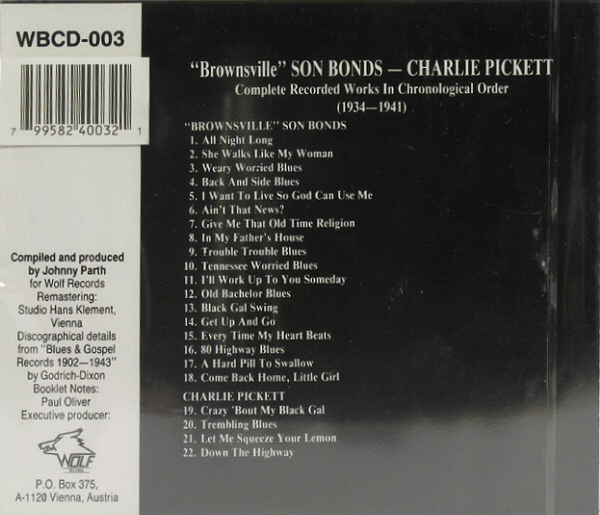 WBCD-003
7 99582 40032 1
"Brownsville" SON BONDS — CHARLIE PICKETT
Complete Recorded Works In Chronological Order
(1934—1941)
"BROWNSVILLE" SON BONDS
1. All Night Long
2. She Walks Like My Woman
3. Weary Worried Blues
4. Back And Side Blues
5. I Want To Live So God Can Use Me
6. Ain't That News?
7. Give Me That Old Time Religion
8. In My Father's House
9. Trouble Trouble Blues
10. Tennessee Worried Blues
11. I'll Work Up To You Someday
12. Old Bachelor Blues
13. Black Gal Swing
14. Get Up And Go
15. Every Time My Heart Beats
16. 80 Highway Blues
17. A Hard Pill To Swallow
18. Come Back Home, Little Girl
CHARLIE PICKETT
19. Crazy 'Bout My Black Gal
20. Trembling Blues
21. Let Me Squeeze Your Lemon
22. Down The Highway
Compiled and produced
by Johnny Parth
for Wolf Records
Remastering:
Studio Hans Klement,
Vienna
Discographical details
from "Blues & Gospel
Records 1902—1943"
by Godrich-Dixon
Booklet Notes:
Paul Oliver
Executive producer:
WOLF
RECORDS
P.O. Box 375,
A-1120 Vienna, Austria